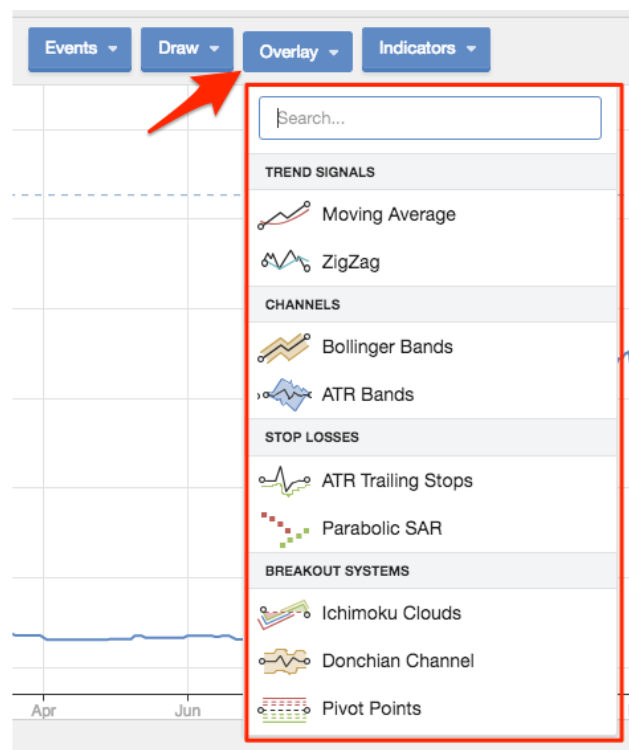 Events
Draw
Overlay
Indicators
Search...
TREND SIGNALS
Moving Average
ZigZag
CHANNELS
Bollinger Bands
ATR Bands
STOP LOSSES
ATR Trailing Stops
Parabolic SAR
BREAKOUT SYSTEMS
Ichimoku Clouds
Donchian Channel
Pivot Points
Apr
Jun